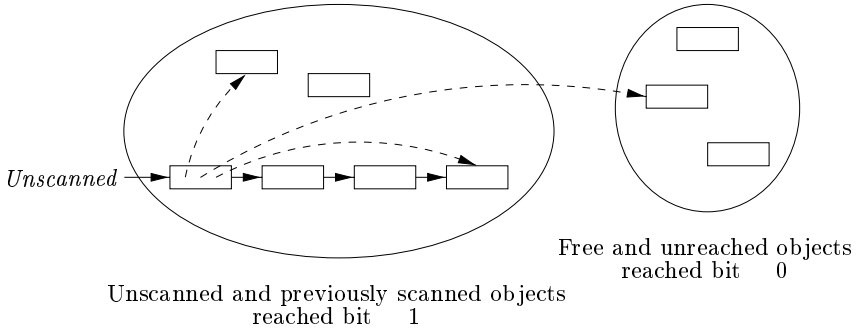 Unscanned
Free and unreached objects
reached bit 0
Unscanned and previously scanned objects
reached bit 1